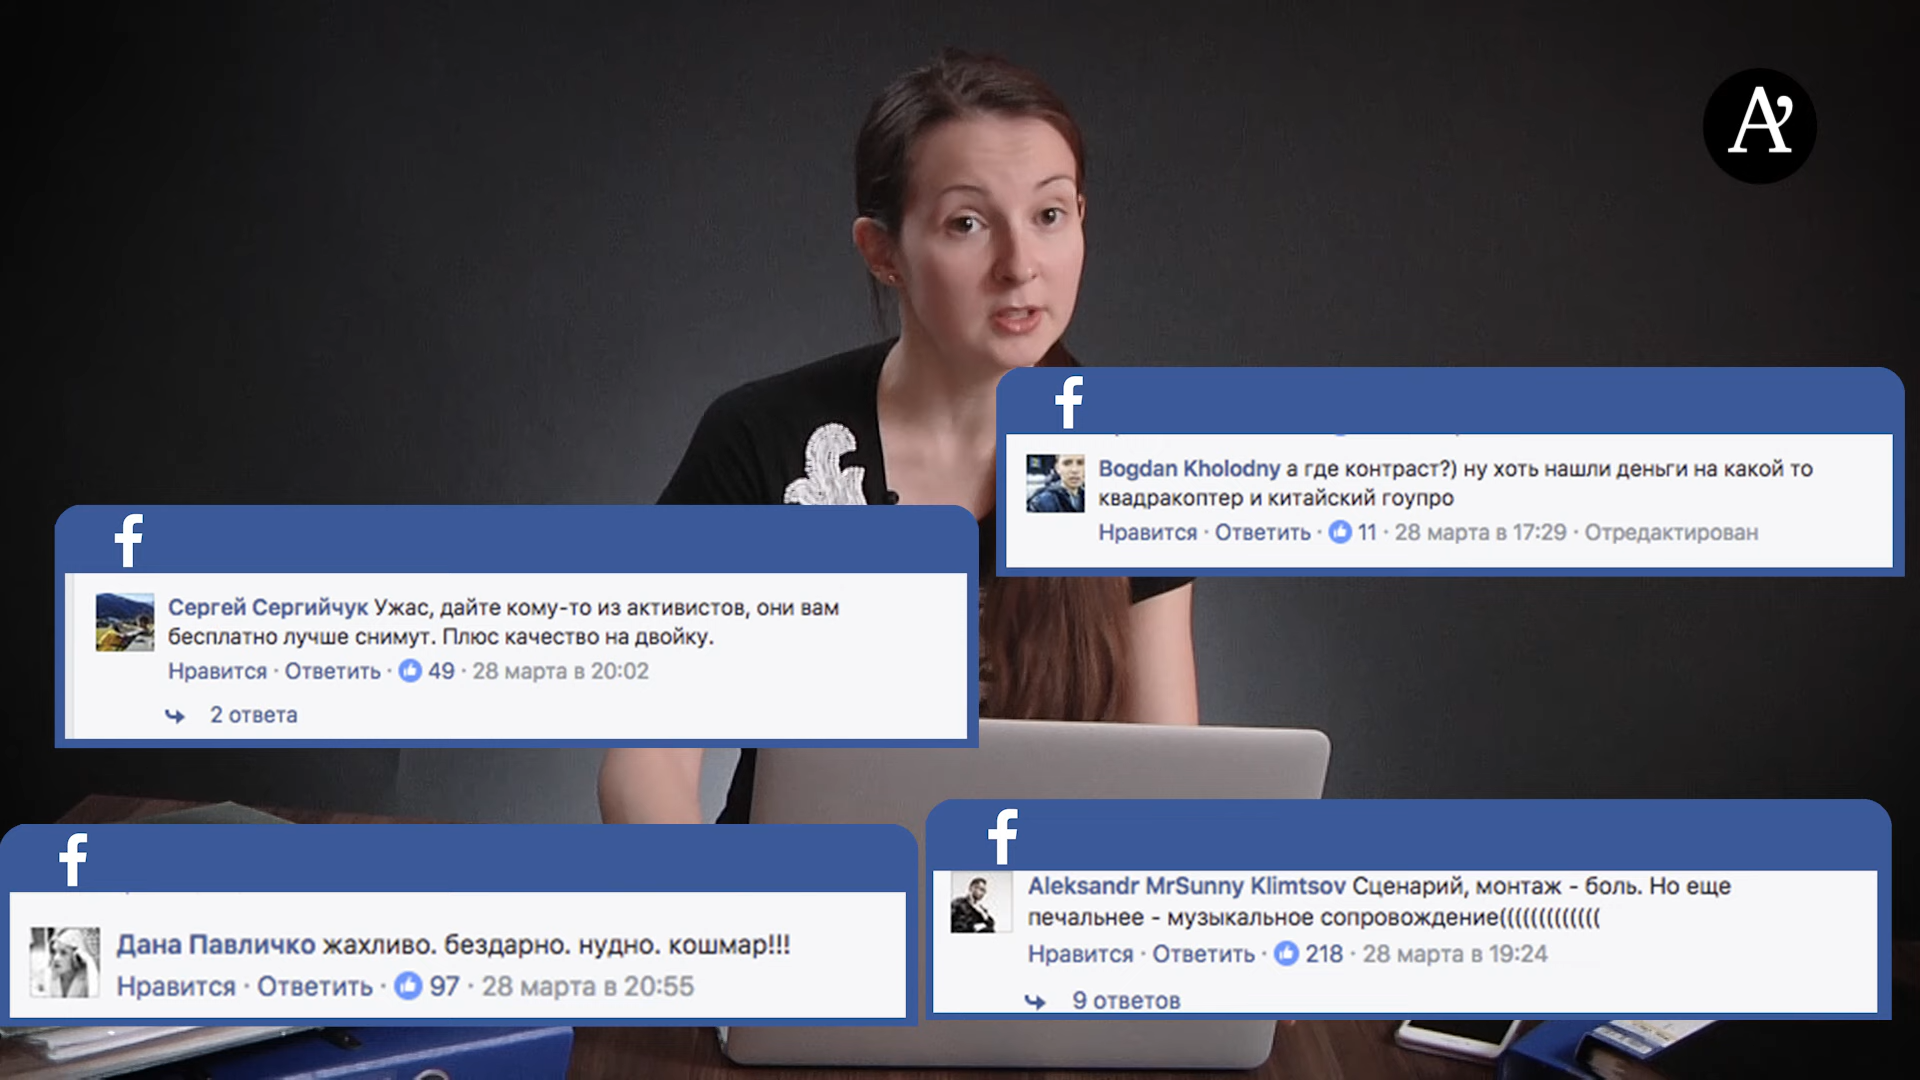 A
f
Bogdan Kholodny а где контраст?) ну хоть нашли деньги на какой то
квадракоптер и китайский гоупро
Нравится · Ответить · 11 · 28 марта в 17:29 · Отредактирован
f
Сергей Сергийчук Ужас, дайте кому-то из активистов, они вам
бесплатно лучше снимут. Плюс качество на двойку.
Нравится · Ответить · 49 · 28 марта в 20:02
2 ответа
f
Aleksandr MrSunny Klimtsov Сценарий, монтаж - боль. Но еще
печальнее - музыкальное сопровождение(((((((((((((
Нравится · Ответить · 218 · 28 марта в 19:24
9 ответов
f
Дана Павличко жахливо. бездарно. нудно. кошмар!!!
Нравится · Ответить · 97 · 28 марта в 20:55